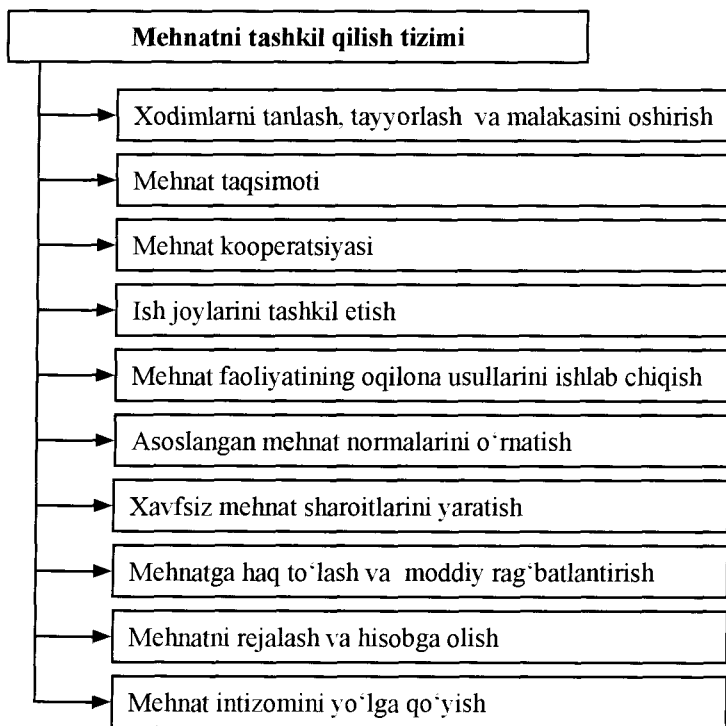 Mehnatni tashkil qilish tizimi
Xodimlarni tanlash, tayyorlash va malakasini oshirish
Mehnat taqsimoti
Mehnat kooperatsiyasi
Ish joylarini tashkil etish
Mehnat faoliyatining oqilona usullarini ishlab chiqish
Asoslangan mehnat normalarini o‘rnatish
Xavfsiz mehnat sharoitlarini yaratish
Mehnatga haq to‘lash va moddiy rag‘batlantirish
Mehnatni rejalash va hisobga olish
Mehnat intizomini yo‘lga qo‘yish